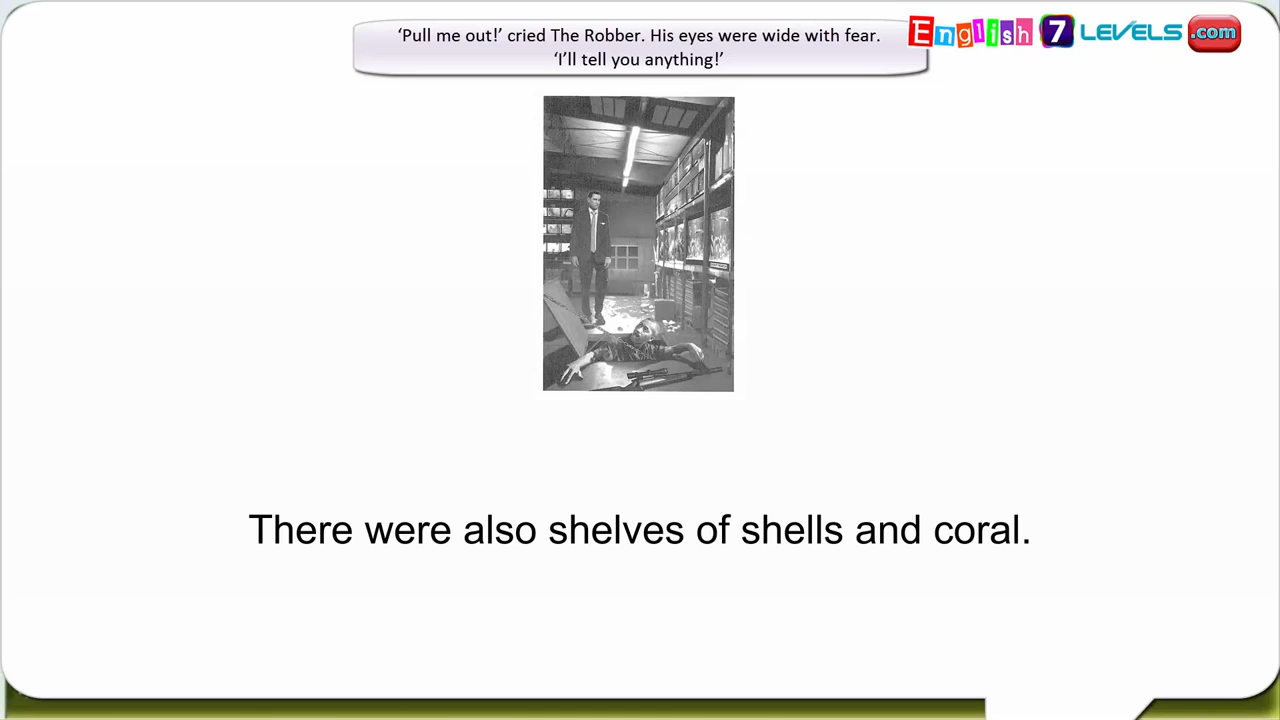 ‘Pull me out!’ cried The Robber. His eyes were wide with fear.
‘I’ll tell you anything!’
English 7 LEVELS .com
There were also shelves of shells and coral.